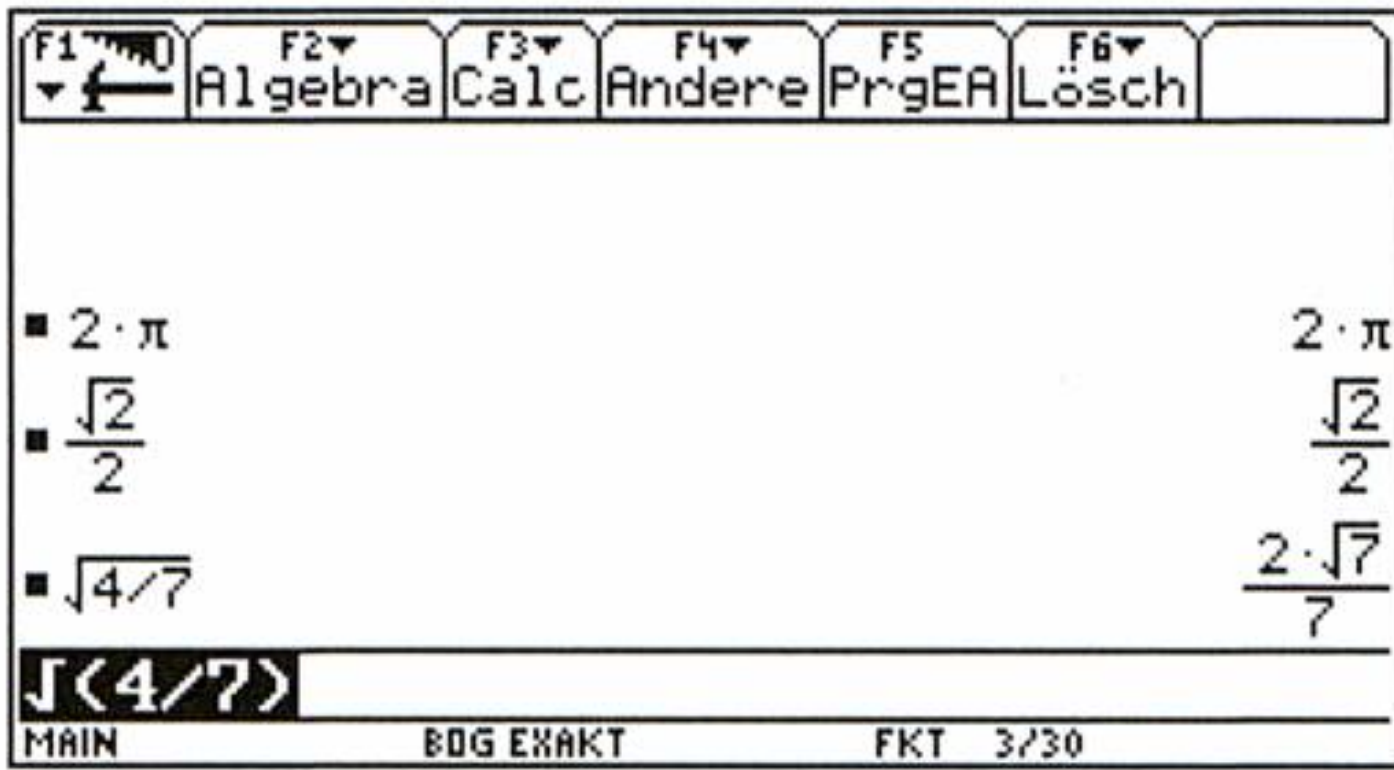 F1 F2 F3 F4 F5 F6
Algebra Calc Andere PrgEA Lösch
▪ 2·π 2·π
▪ √2/2 √2/2
▪ √4/7 2·√7/7
√(4/7)
MAIN BOG EXAKT FKT 3/30